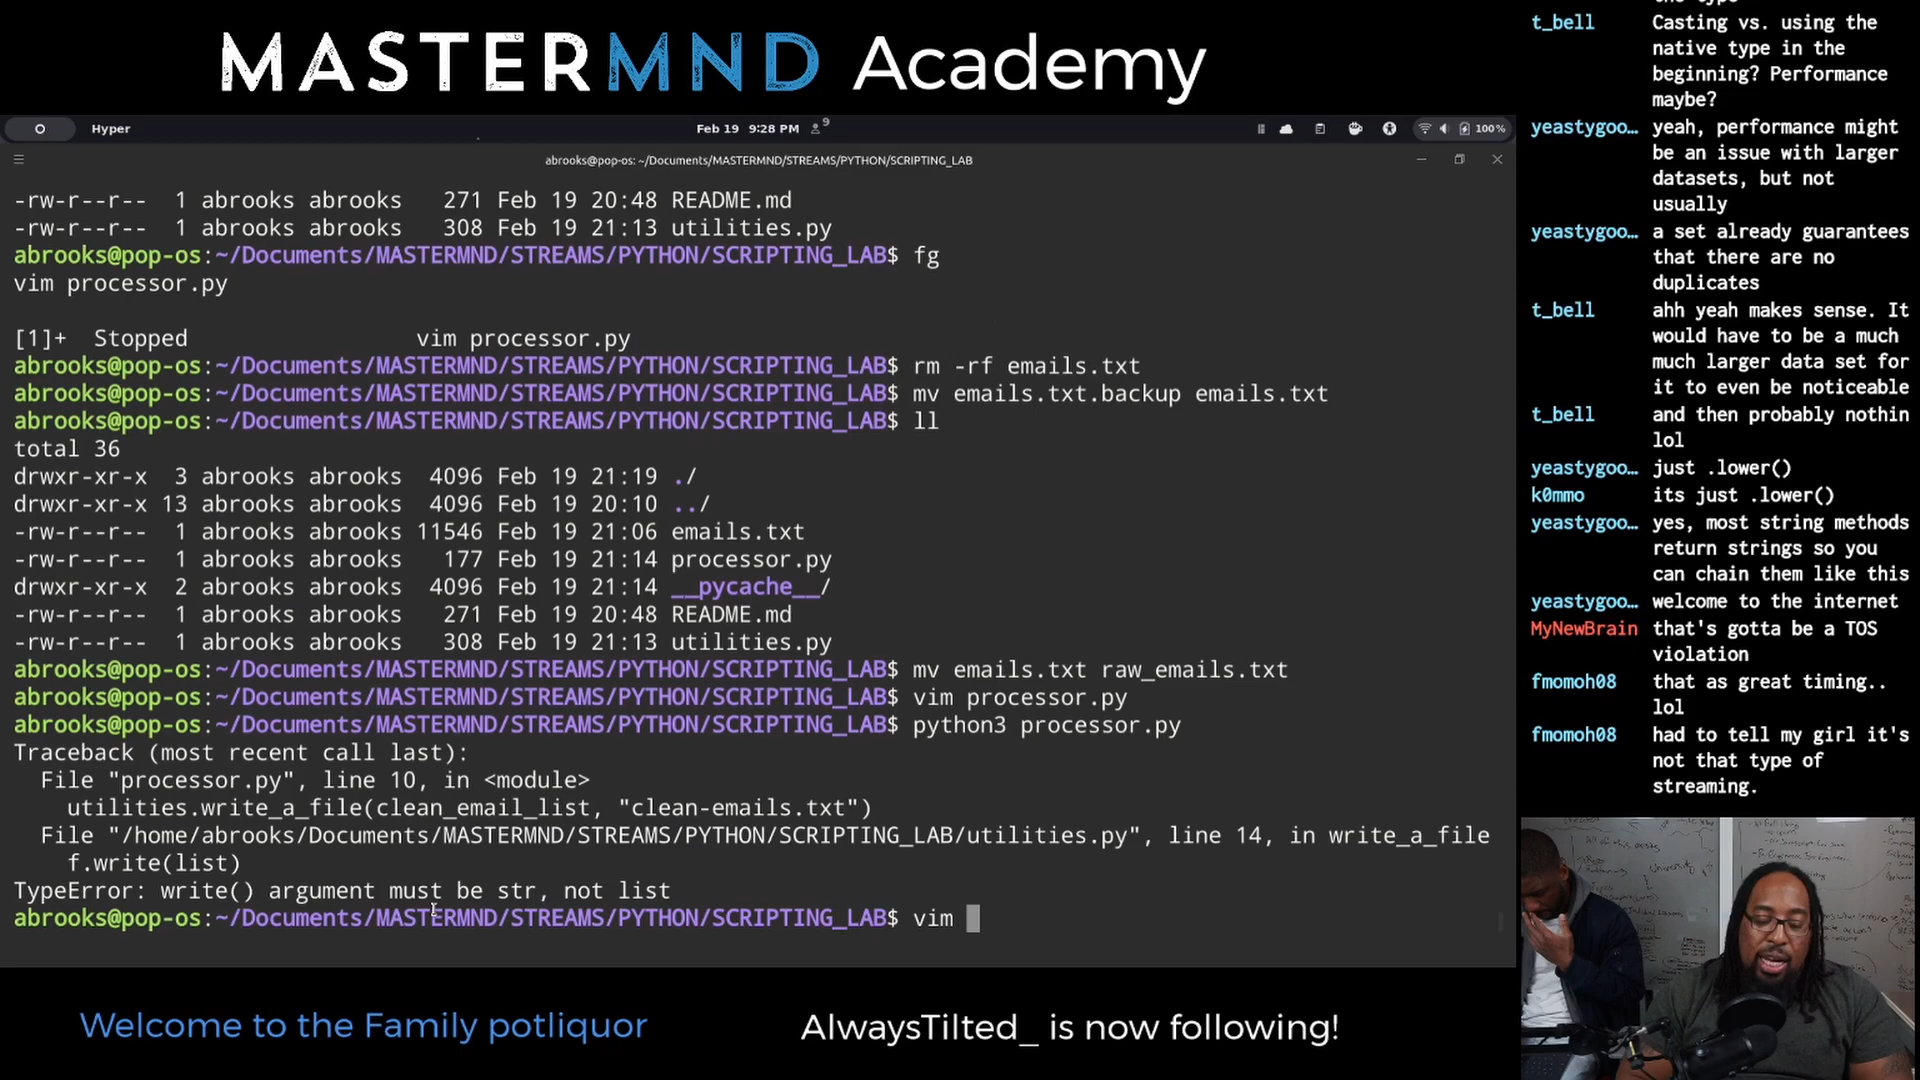 MASTERMND Academy
Hyper
Feb 19 9:28 PM
9
100%
abrooks@pop-os: ~/Documents/MASTERMND/STREAMS/PYTHON/SCRIPTING_LAB
-rw-r--r-- 1 abrooks abrooks 271 Feb 19 20:48 README.md
-rw-r--r-- 1 abrooks abrooks 308 Feb 19 21:13 utilities.py
abrooks@pop-os:~/Documents/MASTERMND/STREAMS/PYTHON/SCRIPTING_LAB$ fg
vim processor.py
[1]+ Stopped vim processor.py
abrooks@pop-os:~/Documents/MASTERMND/STREAMS/PYTHON/SCRIPTING_LAB$ rm -rf emails.txt
abrooks@pop-os:~/Documents/MASTERMND/STREAMS/PYTHON/SCRIPTING_LAB$ mv emails.txt.backup emails.txt
abrooks@pop-os:~/Documents/MASTERMND/STREAMS/PYTHON/SCRIPTING_LAB$ ll
total 36
drwxr-xr-x 3 abrooks abrooks 4096 Feb 19 21:19 ./
drwxr-xr-x 13 abrooks abrooks 4096 Feb 19 20:10 ../
-rw-r--r-- 1 abrooks abrooks 11546 Feb 19 21:06 emails.txt
-rw-r--r-- 1 abrooks abrooks 177 Feb 19 21:14 processor.py
drwxr-xr-x 2 abrooks abrooks 4096 Feb 19 21:14 __pycache__/
-rw-r--r-- 1 abrooks abrooks 271 Feb 19 20:48 README.md
-rw-r--r-- 1 abrooks abrooks 308 Feb 19 21:13 utilities.py
abrooks@pop-os:~/Documents/MASTERMND/STREAMS/PYTHON/SCRIPTING_LAB$ mv emails.txt raw_emails.txt
abrooks@pop-os:~/Documents/MASTERMND/STREAMS/PYTHON/SCRIPTING_LAB$ vim processor.py
abrooks@pop-os:~/Documents/MASTERMND/STREAMS/PYTHON/SCRIPTING_LAB$ python3 processor.py
Traceback (most recent call last):
File "processor.py", line 10, in <module>
utilities.write_a_file(clean_email_list, "clean-emails.txt")
File "/home/abrooks/Documents/MASTERMND/STREAMS/PYTHON/SCRIPTING_LAB/utilities.py", line 14, in write_a_file
f.write(list)
TypeError: write() argument must be str, not list
abrooks@pop-os:~/Documents/MASTERMND/STREAMS/PYTHON/SCRIPTING_LAB$ vim
t_bell Casting vs. using the
native type in the
beginning? Performance
maybe?
yeastygoo… yeah, performance might
be an issue with larger
datasets, but not
usually
yeastygoo… a set already guarantees
that there are no
duplicates
t_bell ahh yeah makes sense. It
would have to be a much
much larger data set for
it to even be noticeable
t_bell and then probably nothin
lol
yeastygoo… just .lower()
k0mmo its just .lower()
yeastygoo… yes, most string methods
return strings so you
can chain them like this
yeastygoo… welcome to the internet
MyNewBrain that's gotta be a TOS
violation
fmomoh08 that as great timing..
lol
fmomoh08 had to tell my girl it's
not that type of
streaming.
Welcome to the Family potliquor
AlwaysTilted_ is now following!